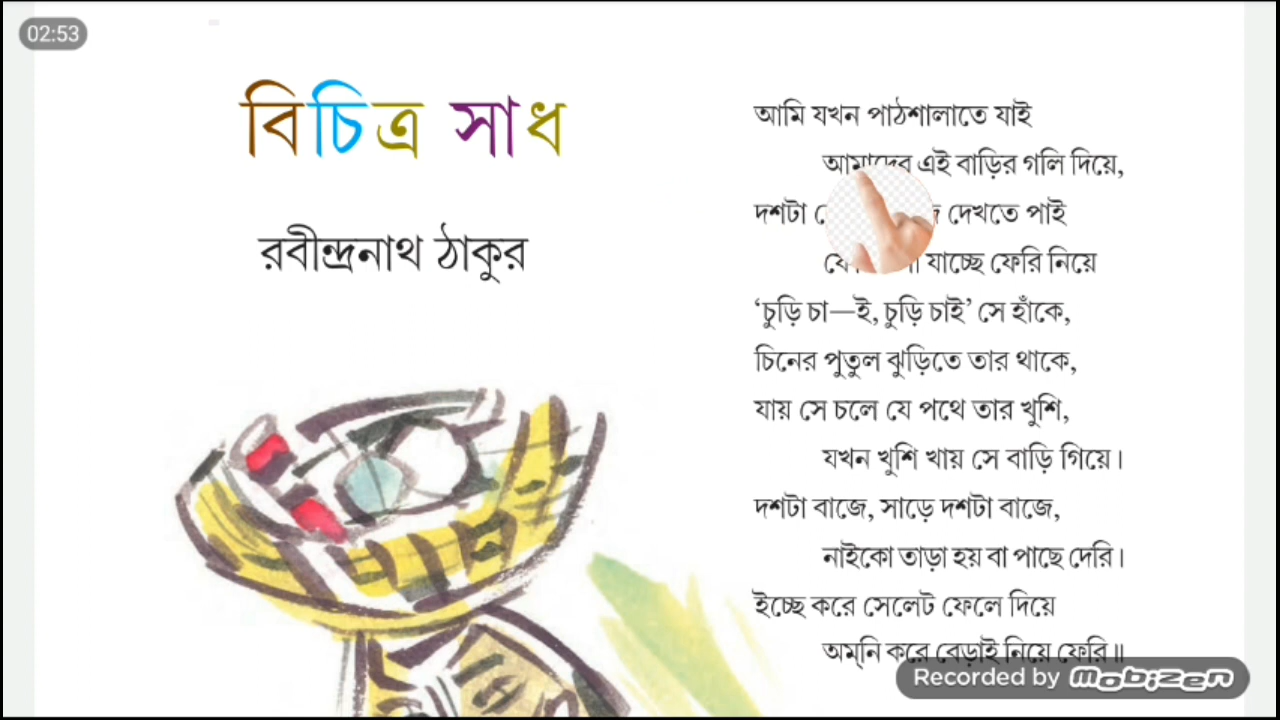 02:53
বিচিত্র সাধ
রবীন্দ্রনাথ ঠাকুর
আমি যখন পাঠশালাতে যাই
আমাদের এই বাড়ির গলি দিয়ে,
দশটা দেখতে পাই
যাচ্ছে ফেরি নিয়ে
‘চুড়ি চা—ই, চুড়ি চাই’ সে হাঁকে,
চিনের পুতুল ঝুড়িতে তার থাকে,
যায় সে চলে যে পথে তার খুশি,
যখন খুশি খায় সে বাড়ি গিয়ে।
দশটা বাজে, সাড়ে দশটা বাজে,
নাইকো তাড়া হয় বা পাছে দেরি।
ইচ্ছে করে সেলেট ফেলে দিয়ে
অম্‌নি করে বেড়াই নিয়ে ফেরি॥
Recorded by mobizen